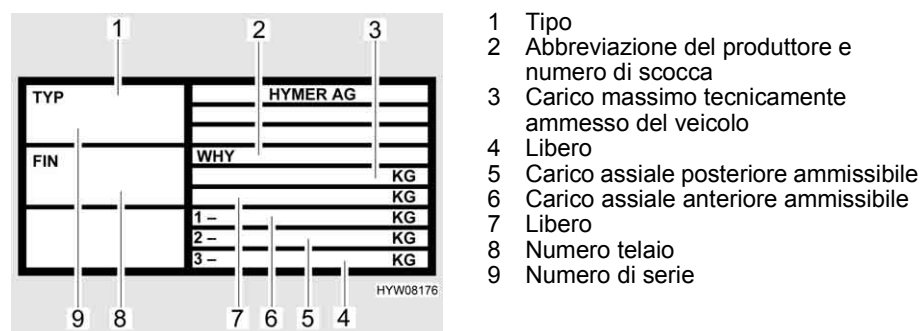 1 2 3
TYP
HYMER AG
FIN
WHY
KG
KG
1 – KG
2 – KG
3 – KG
HYW08176
9 8 7 6 5 4
1 Tipo
2 Abbreviazione del produttore e
numero di scocca
3 Carico massimo tecnicamente
ammesso del veicolo
4 Libero
5 Carico assiale posteriore ammissibile
6 Carico assiale anteriore ammissibile
7 Libero
8 Numero telaio
9 Numero di serie